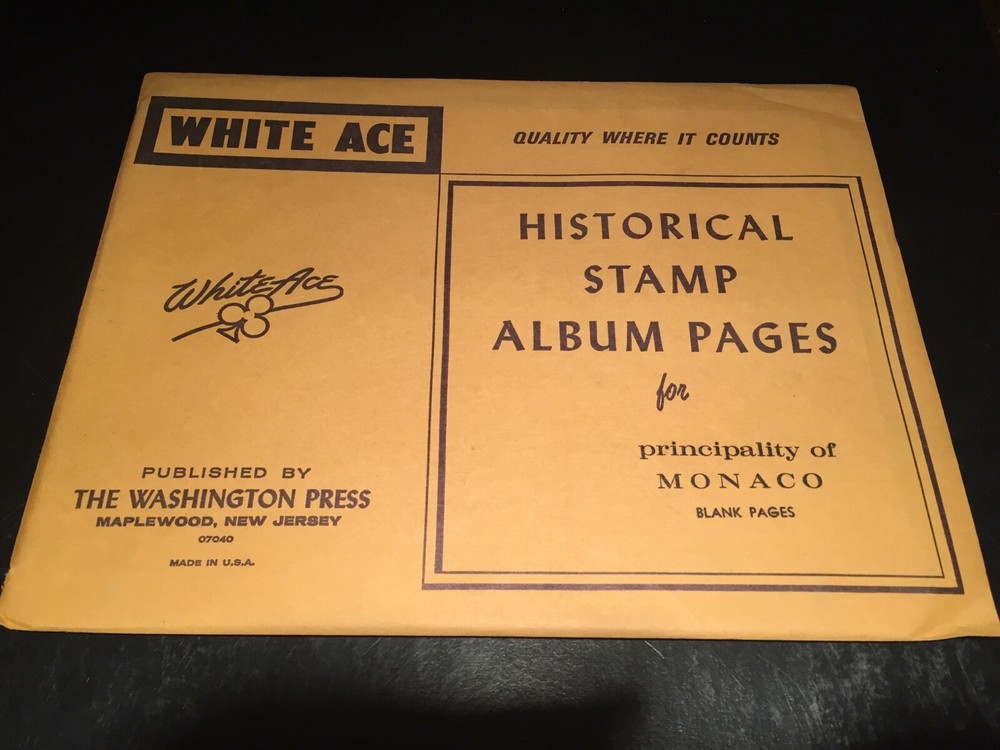 WHITE ACE
QUALITY WHERE IT COUNTS
White Ace
HISTORICAL
STAMP
ALBUM PAGES
for
principality of
MONACO
BLANK PAGES
PUBLISHED BY
THE WASHINGTON PRESS
MAPLEWOOD, NEW JERSEY
07040
MADE IN U.S.A.